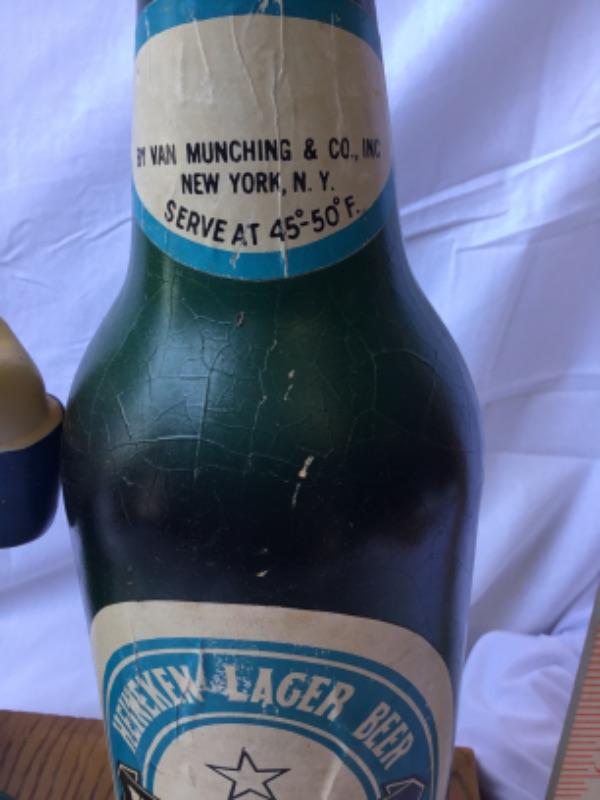 BY VAN MUNCHING & CO., INC
NEW YORK, N. Y.
SERVE AT 45°-50° F.
HEINEKEN LAGER BEER